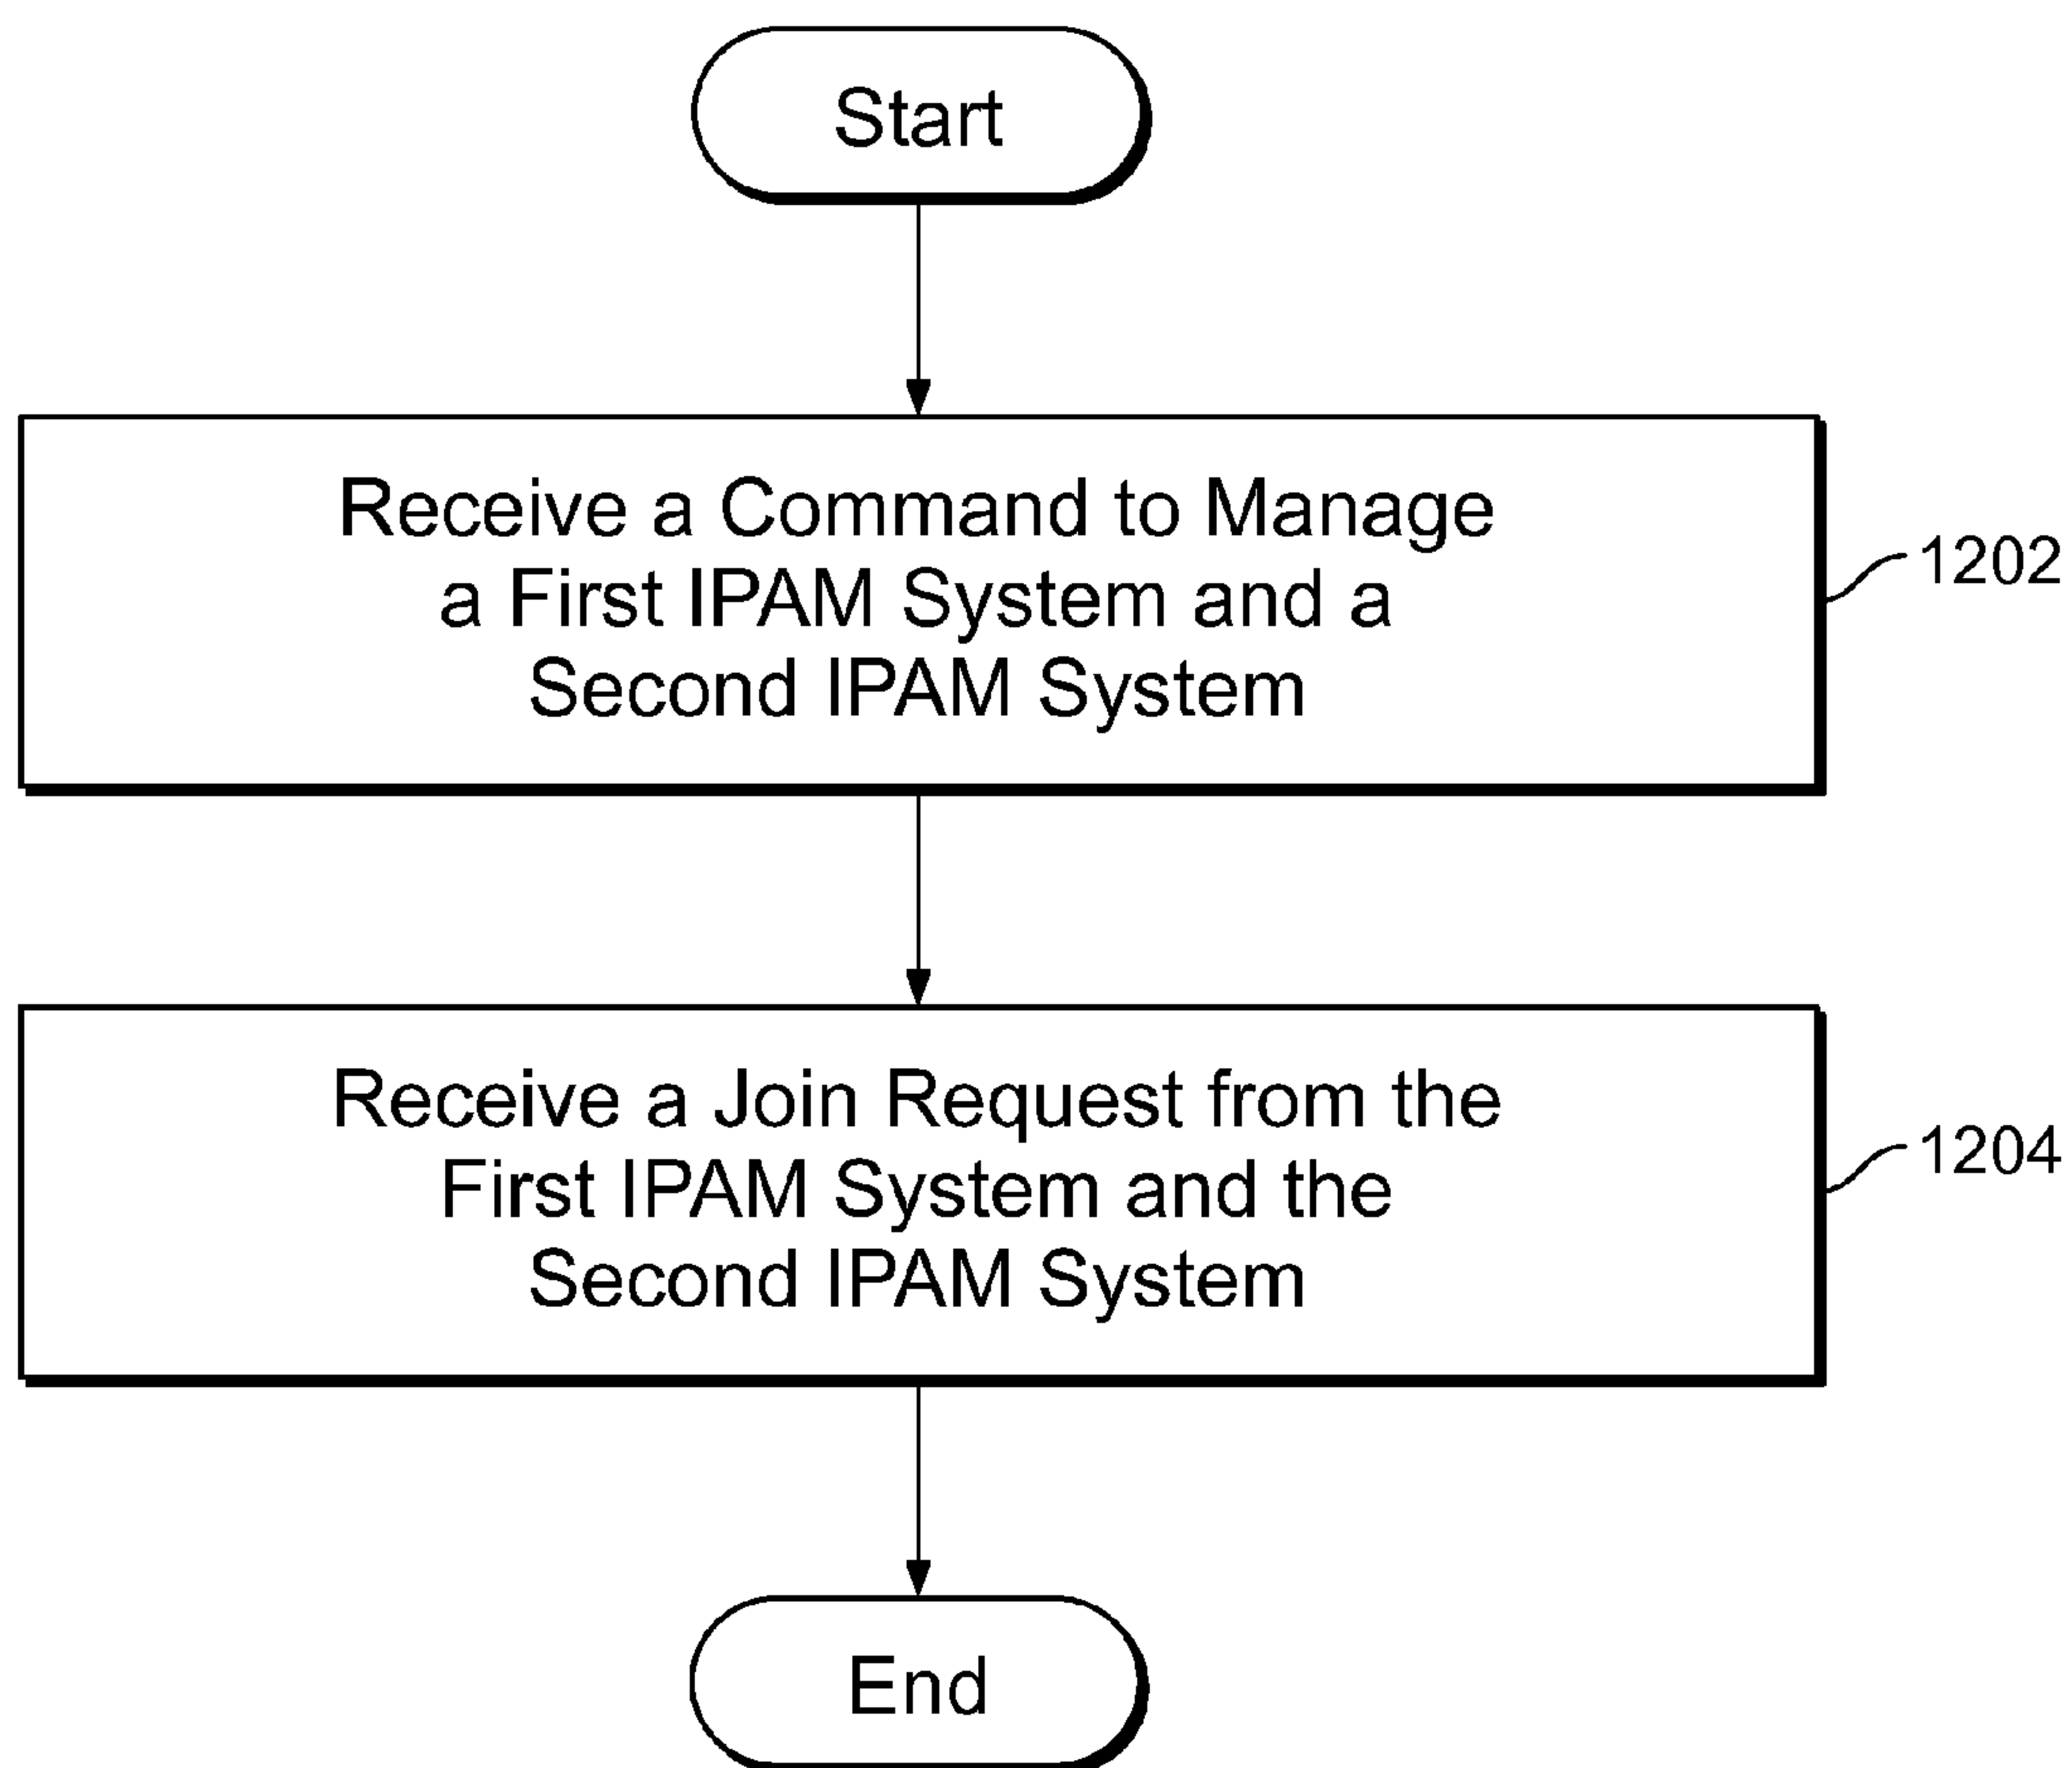 Start
Receive a Command to Manage
a First IPAM System and a
Second IPAM System
1202
Receive a Join Request from the
First IPAM System and the
Second IPAM System
1204
End